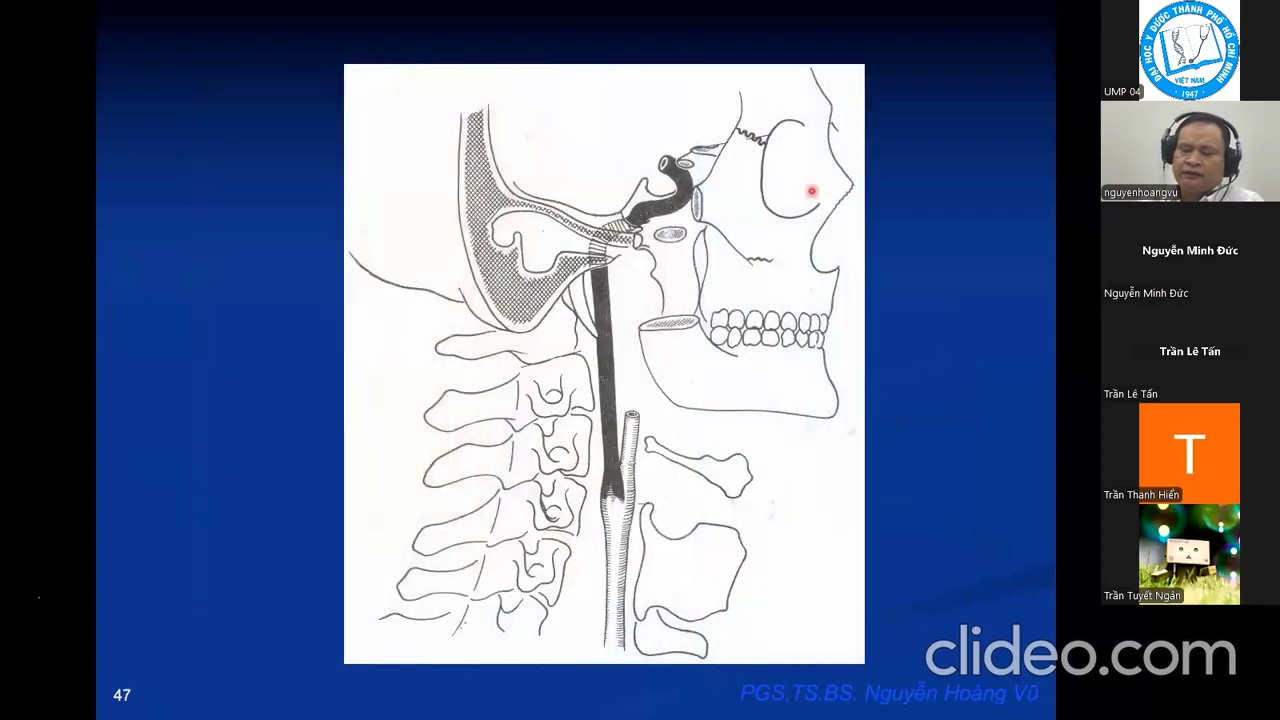 47
PGS.TS.BS. Nguyễn Hoàng Vũ
clideo.com
ĐẠI HỌC Y DƯỢC THÀNH PHỐ HỒ CHÍ MINH
VIỆT NAM
1947
UMP 04
nguyenhoangvu
Nguyễn Minh Đức
Nguyễn Minh Đức
Trần Lê Tấn
Trần Lê Tấn
T
Trần Thanh Hiển
Trần Tuyết Ngân